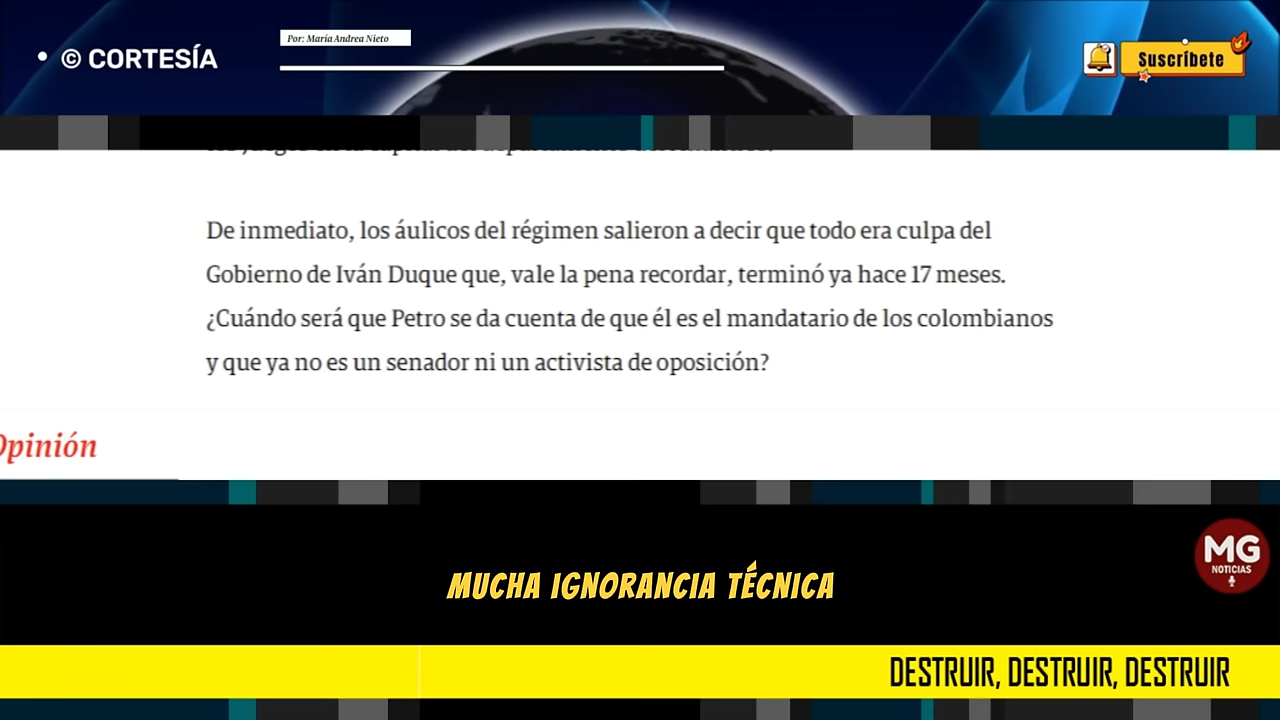 Por: María Andrea Nieto
• © CORTESÍA
Suscríbete
De inmediato, los áulicos del régimen salieron a decir que todo era culpa del
Gobierno de Iván Duque que, vale la pena recordar, terminó ya hace 17 meses.
¿Cuándo será que Petro se da cuenta de que él es el mandatario de los colombianos
y que ya no es un senador ni un activista de oposición?
Opinión
MG
NOTICIAS
MUCHA IGNORANCIA TÉCNICA
DESTRUIR, DESTRUIR, DESTRUIR